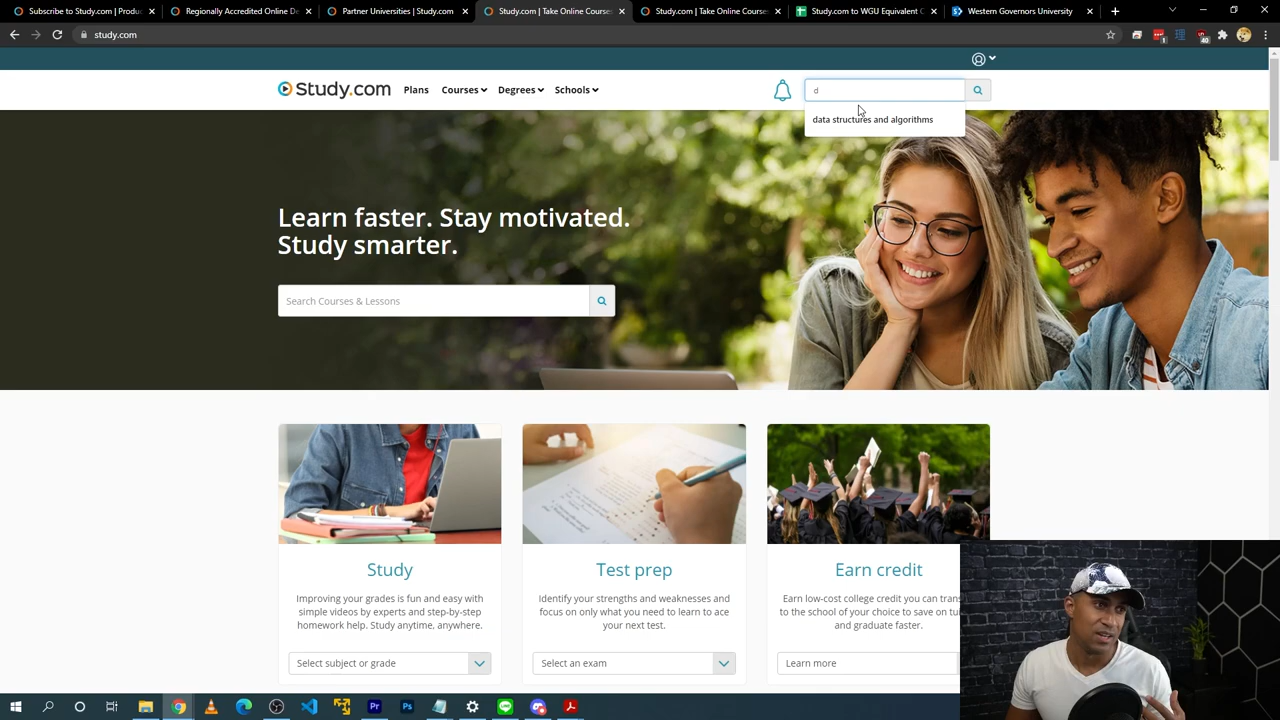 Subscribe to Study.com: Produ
Regionally Accredited Online De
Partner Universities | Study.com
Study.com | Take Online Courses
Study.com | Take Online Course
Study.com to WGU Equivalent C
Western Governors University
study.com
1
40
Study.com
Plans
Courses
Degrees
Schools
d
data structures and algorithms
Learn faster. Stay motivated.
Study smarter.
Search Courses & Lessons
Study
Improving your grades is fun and easy with
simple videos by experts and step-by-step
homework help. Study anytime, anywhere.
Select subject or grade
Test prep
Identify your strengths and weaknesses and
focus on only what you need to learn to ace
your next test.
Select an exam
Earn credit
Earn low-cost college credit you can trans
to the school of your choice to save on tu
and graduate faster.
Learn more
Pr
Ps